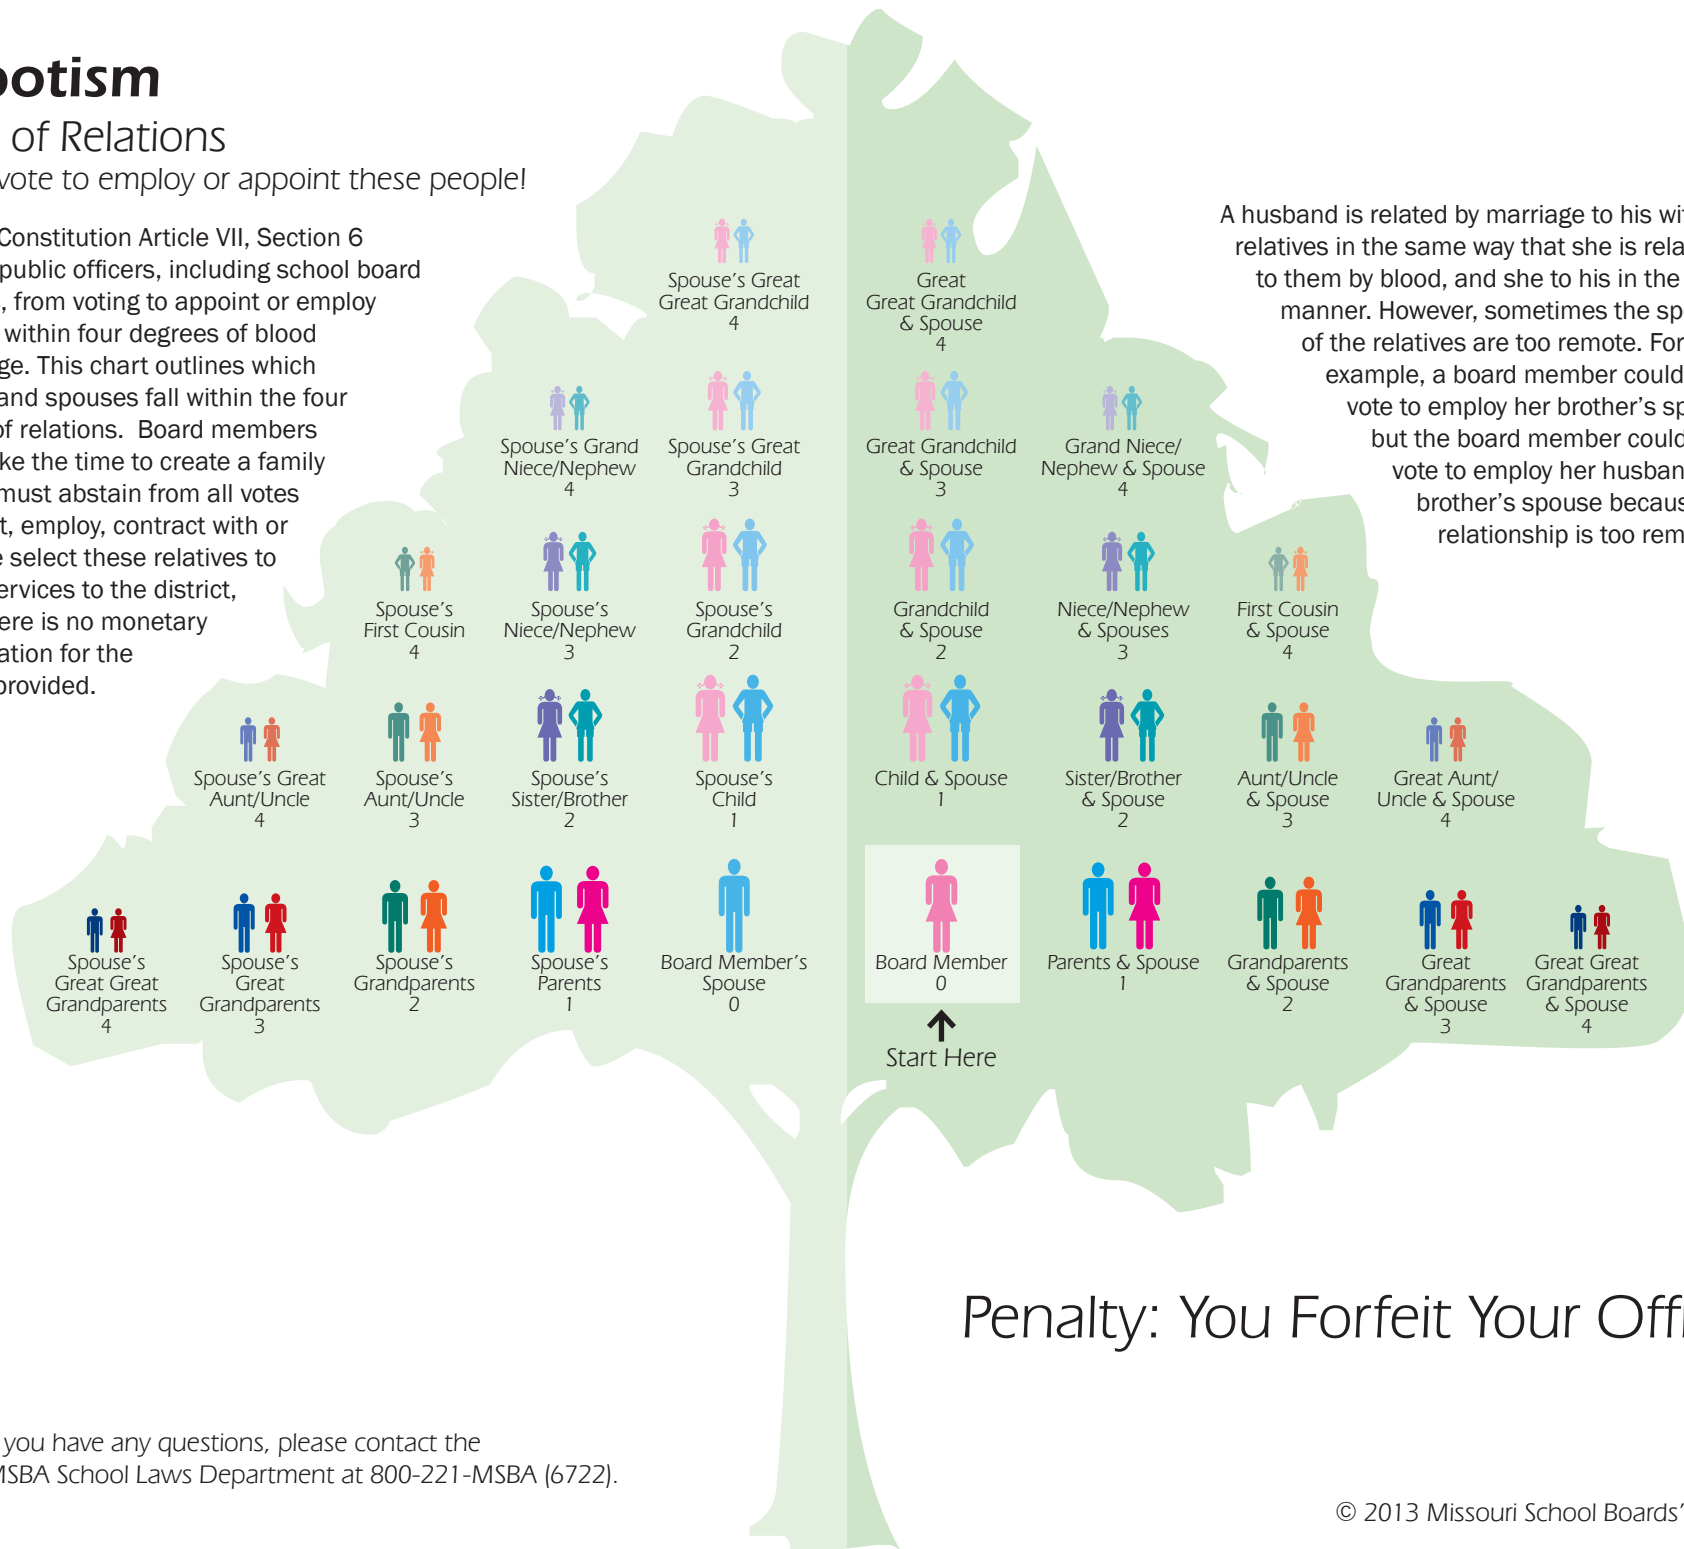 potism
of Relations
vote to employ or appoint these people!
Constitution Article VII, Section 6
public officers, including school board
, from voting to appoint or employ
within four degrees of blood
ge. This chart outlines which
and spouses fall within the four
of relations. Board members
ke the time to create a family
must abstain from all votes
t, employ, contract with or
e select these relatives to
ervices to the district,
ere is no monetary
ation for the
provided.
A husband is related by marriage to his wi
relatives in the same way that she is rela
to them by blood, and she to his in the
manner. However, sometimes the sp
of the relatives are too remote. For
example, a board member could
vote to employ her brother's sp
but the board member could
vote to employ her husban
brother's spouse becaus
relationship is too rem
Spouse's Great
Great Grandchild
4
Great
Great Grandchild
& Spouse
4
Spouse's Grand
Niece/Nephew
4
Spouse's Great
Grandchild
3
Great Grandchild
& Spouse
3
Grand Niece/
Nephew & Spouse
4
Spouse's
First Cousin
4
Spouse's
Niece/Nephew
3
Spouse's
Grandchild
2
Grandchild
& Spouse
2
Niece/Nephew
& Spouses
3
First Cousin
& Spouse
4
Spouse's Great
Aunt/Uncle
4
Spouse's
Aunt/Uncle
3
Spouse's
Sister/Brother
2
Spouse's
Child
1
Child & Spouse
1
Sister/Brother
& Spouse
2
Aunt/Uncle
& Spouse
3
Great Aunt/
Uncle & Spouse
4
Spouse's
Great Great
Grandparents
4
Spouse's
Great
Grandparents
3
Spouse's
Grandparents
2
Spouse's
Parents
1
Board Member's
Spouse
0
Board Member
0
Parents & Spouse
1
Grandparents
& Spouse
2
Great
Grandparents
& Spouse
3
Great Great
Grandparents
& Spouse
4
Start Here
Penalty: You Forfeit Your Offi
you have any questions, please contact the
MSBA School Laws Department at 800-221-MSBA (6722).
© 2013 Missouri School Boards'